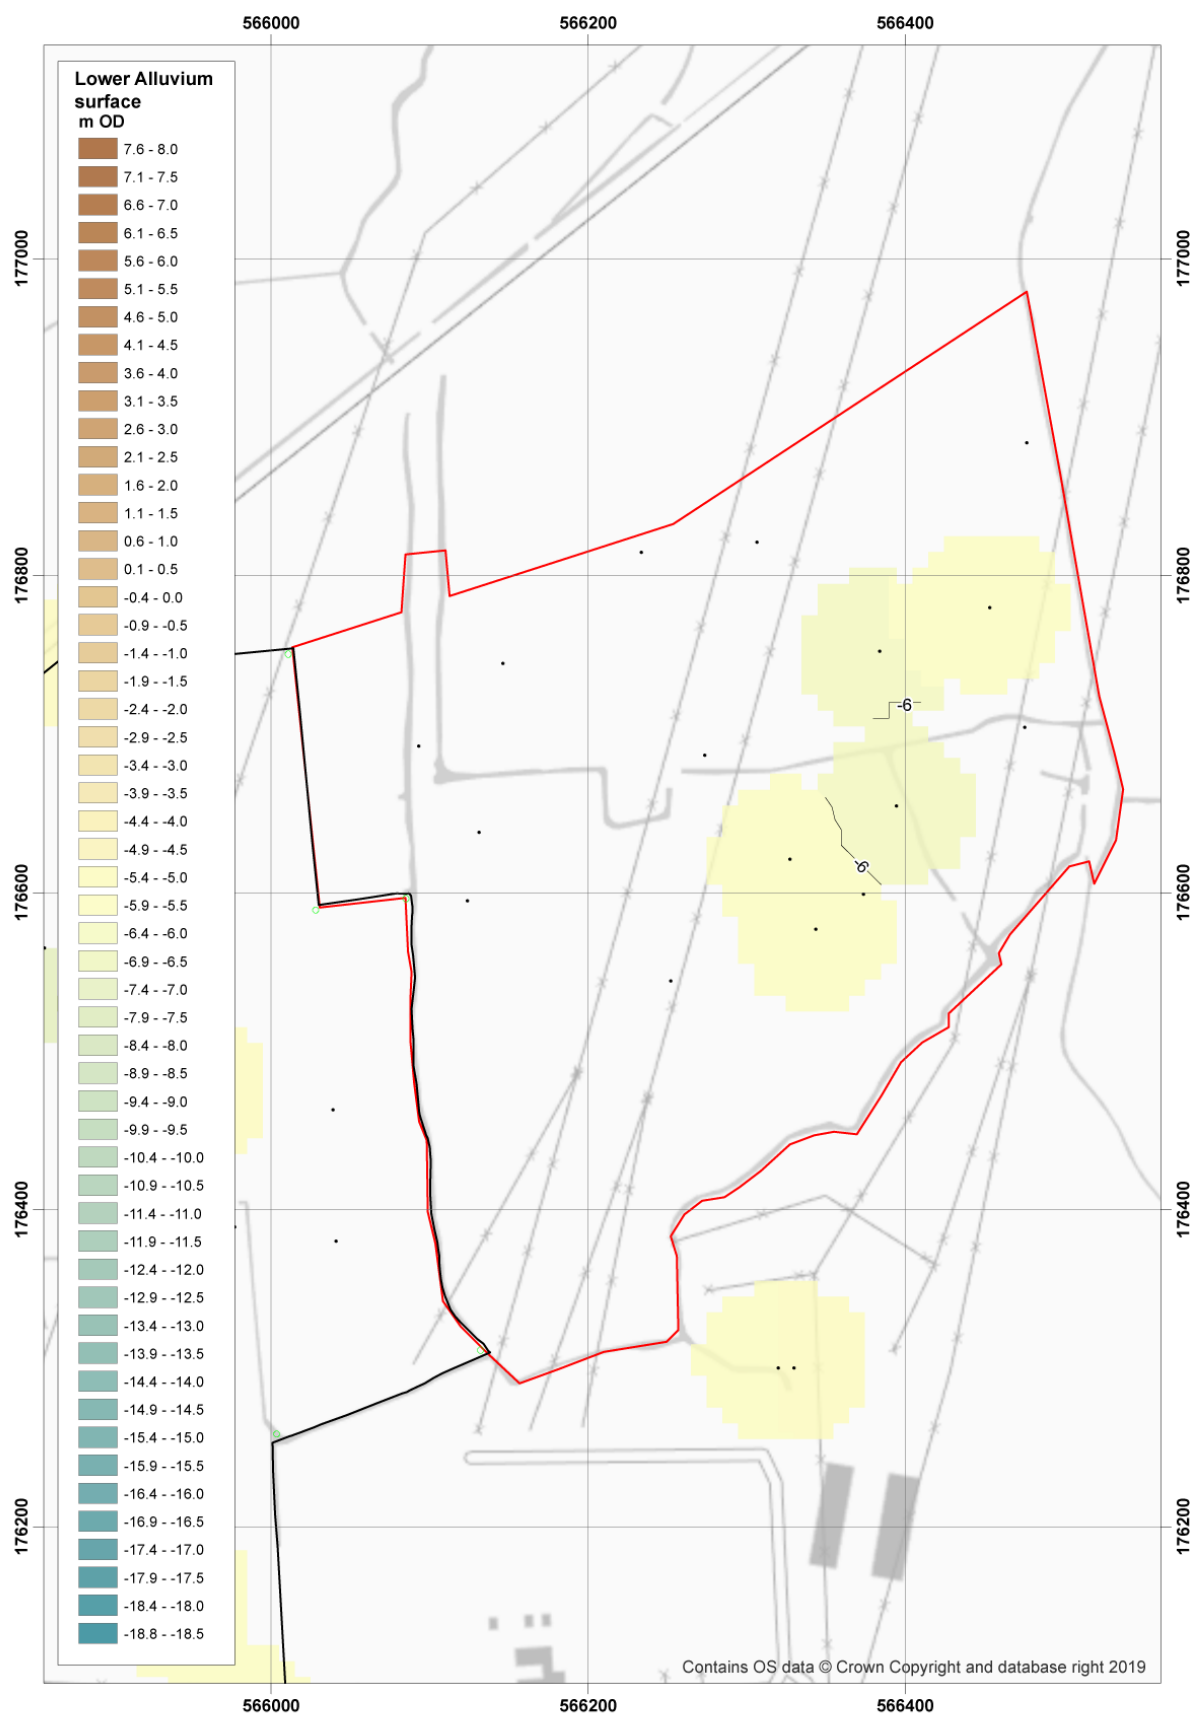 566000 566200 566400
Lower Alluvium
surface
m OD
7.6 - 8.0
7.1 - 7.5
6.6 - 7.0
6.1 - 6.5
5.6 - 6.0
5.1 - 5.5
4.6 - 5.0
4.1 - 4.5
3.6 - 4.0
3.1 - 3.5
2.6 - 3.0
2.1 - 2.5
1.6 - 2.0
1.1 - 1.5
0.6 - 1.0
0.1 - 0.5
-0.4 - 0.0
-0.9 - -0.5
-1.4 - -1.0
-1.9 - -1.5
-2.4 - -2.0
-2.9 - -2.5
-3.4 - -3.0
-3.9 - -3.5
-4.4 - -4.0
-4.9 - -4.5
-5.4 - -5.0
-5.9 - -5.5
-6.4 - -6.0
-6.9 - -6.5
-7.4 - -7.0
-7.9 - -7.5
-8.4 - -8.0
-8.9 - -8.5
-9.4 - -9.0
-9.9 - -9.5
-10.4 - -10.0
-10.9 - -10.5
-11.4 - -11.0
-11.9 - -11.5
-12.4 - -12.0
-12.9 - -12.5
-13.4 - -13.0
-13.9 - -13.5
-14.4 - -14.0
-14.9 - -14.5
-15.4 - -15.0
-15.9 - -15.5
-16.4 - -16.0
-16.9 - -16.5
-17.4 - -17.0
-17.9 - -17.5
-18.4 - -18.0
-18.8 - -18.5
177000
176800
176600
176400
176200
-6
-6
177000
176800
176600
176400
176200
Contains OS data © Crown Copyright and database right 2019
566000 566200 566400